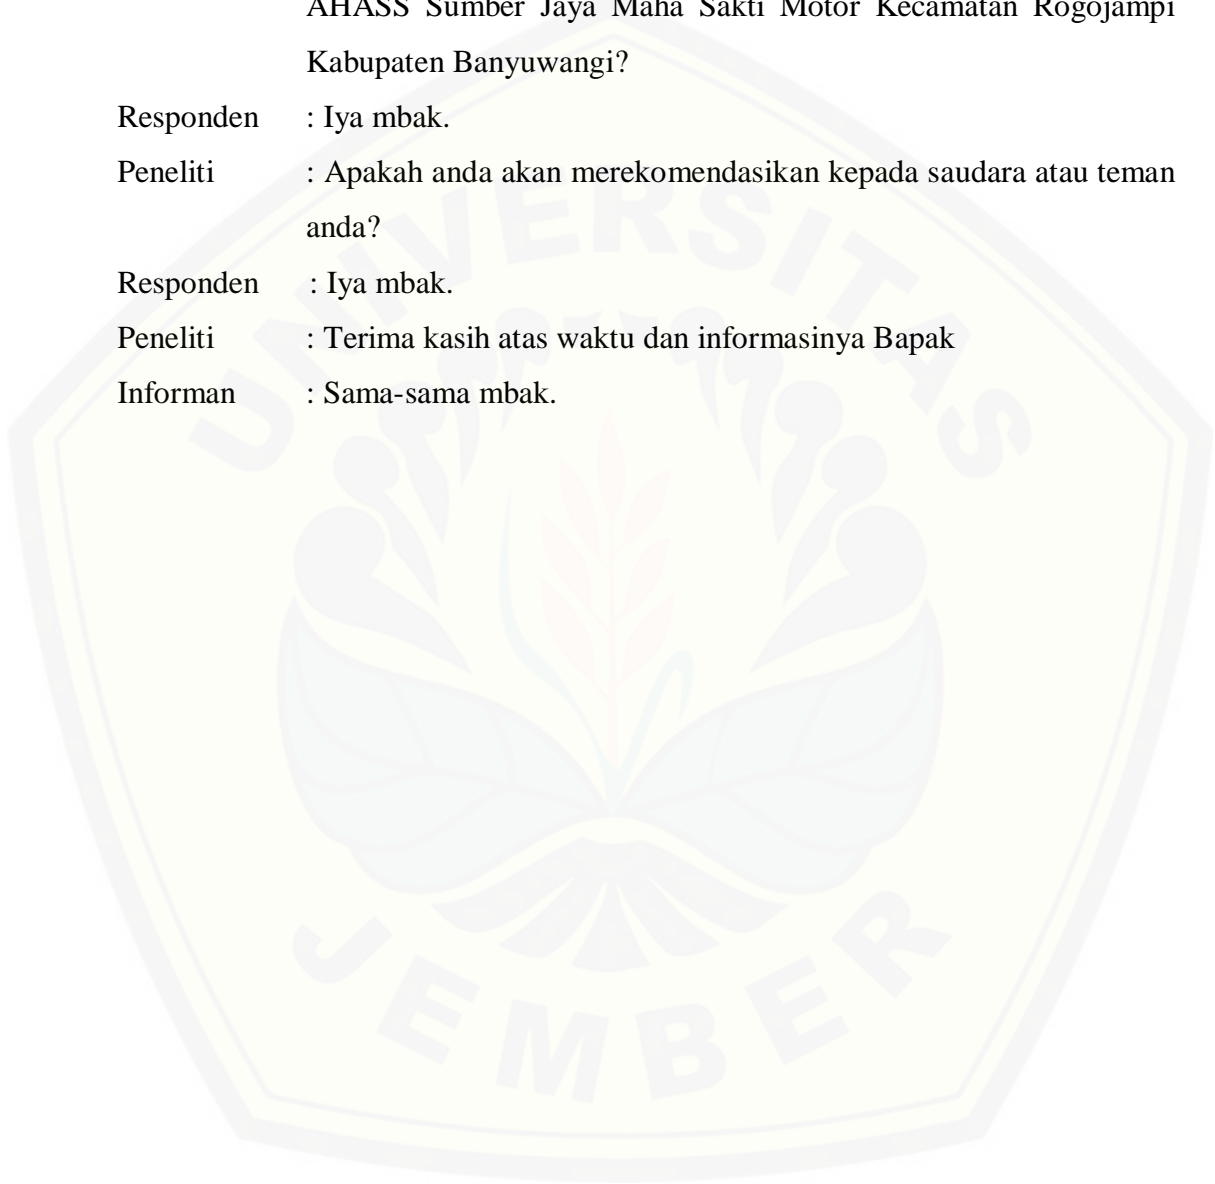 AHASS Sumber Jaya Maha Sakti Motor Kecamatan Rogojampi
Kabupaten Banyuwangi?
Responden : Iya mbak.
Peneliti : Apakah anda akan merekomendasikan kepada saudara atau teman
anda?
Responden : Iya mbak.
Peneliti : Terima kasih atas waktu dan informasinya Bapak
Informan : Sama-sama mbak.
UNIVERSITAS
JEMBER